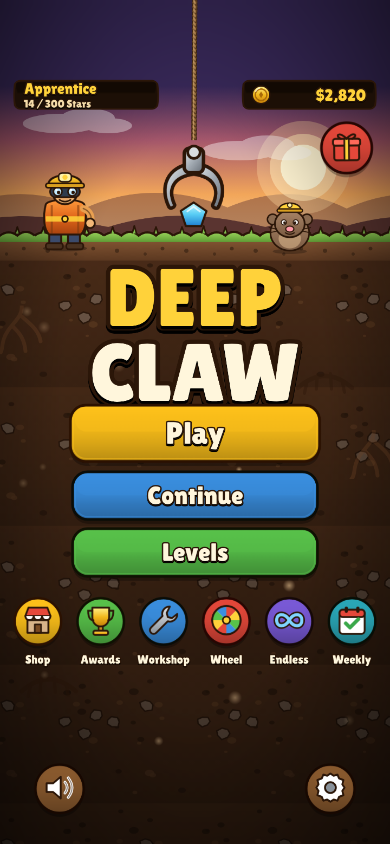 Apprentice
14 / 300 Stars
$2,820
DEEP
CLAW
Play
Continue
Levels
Shop
Awards
Workshop
Wheel
Endless
Weekly